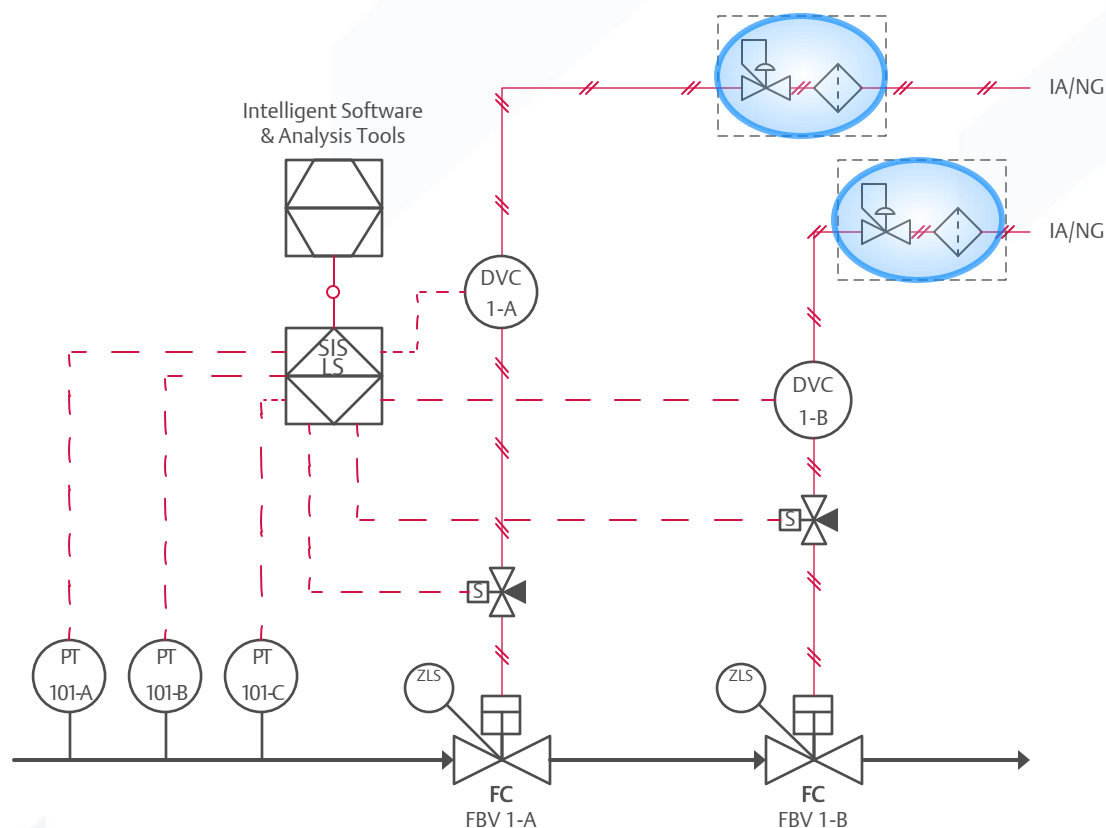 IA/NG
Intelligent Software
& Analysis Tools
IA/NG
DVC
1-A
SIS
LS
DVC
1-B
S
S
PT
101-A
PT
101-B
PT
101-C
ZLS
ZLS
FC
FBV 1-A
FC
FBV 1-B